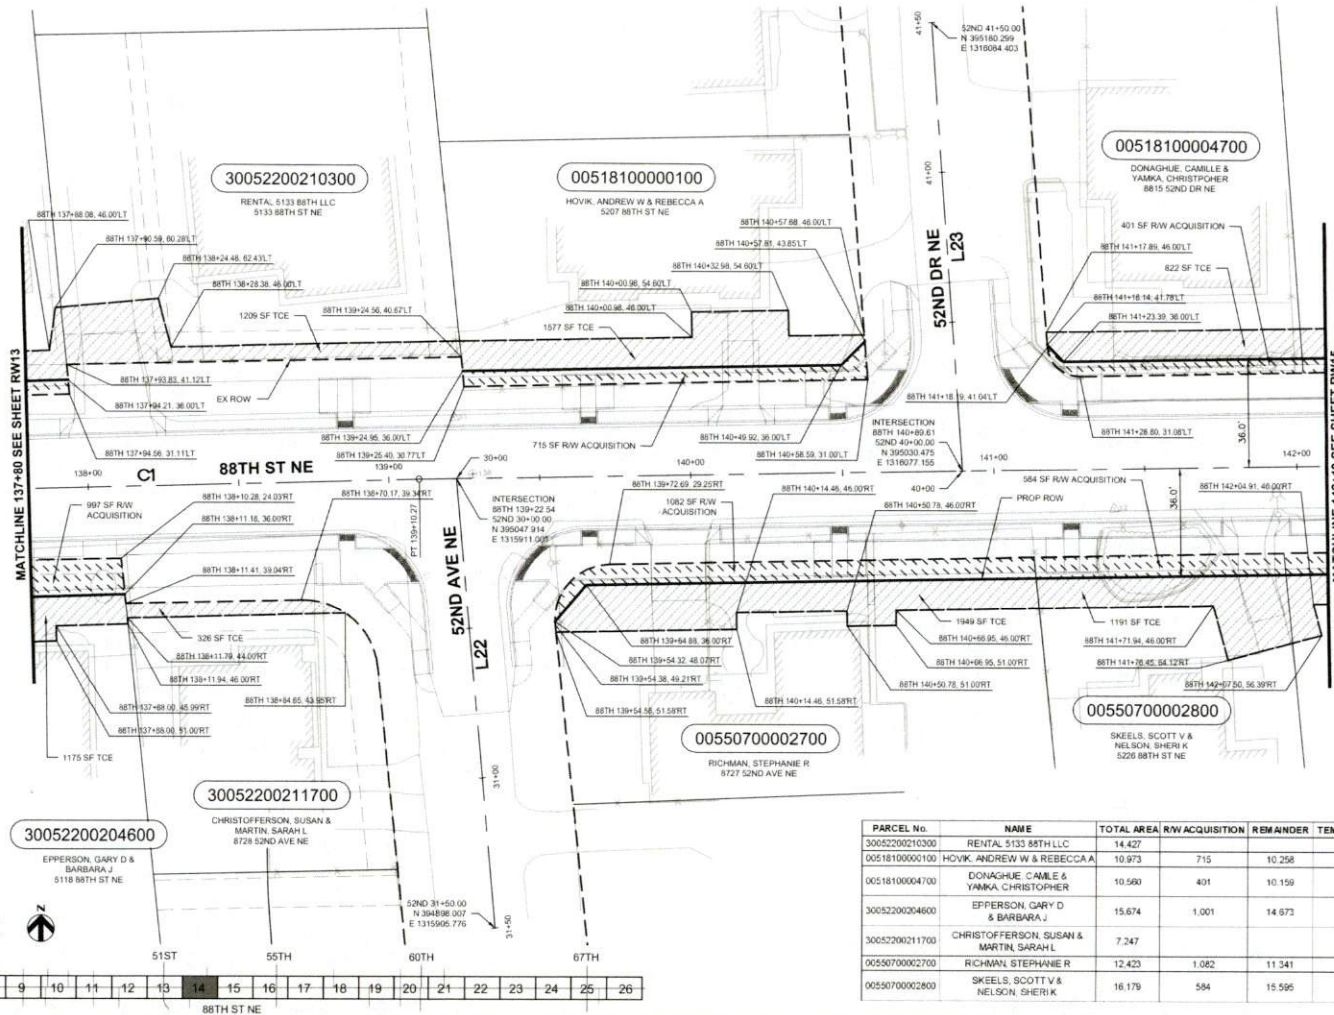 52ND 41+50.00
N 395180.299
E 1316084.403
41+50
41+00
00518100004700
DONAGHUE, CAMILLE &
YAMKA, CHRISTPOHER
8815 52ND DR NE
30052200210300
RENTAL 5133 88TH LLC
5133 88TH ST NE
00518100000100
HOVIK, ANDREW W & REBECCA A
5207 88TH ST NE
88TH 137+88.08, 46.00'LT
88TH 137+90.59, 60.28'LT
88TH 138+24.46, 62.43'LT
88TH 138+28.38, 46.00'LT
1209 SF TCE
88TH 139+24.56, 40.67'LT
88TH 140+57.68, 46.00'LT
88TH 140+57.81, 43.85'LT
88TH 140+32.98, 54.60'LT
88TH 140+00.98, 54.60'LT
88TH 140+00.98, 46.00'LT
1577 SF TCE
52ND DR NE
L23
401 SF R/W ACQUISITION
88TH 141+17.89, 46.00'LT
822 SF TCE
88TH 141+18.14, 41.78'LT
88TH 141+23.39, 36.00'LT
MATCHLINE 137+80 SEE SHEET RW13
88TH 137+93.83, 41.12'LT
EX ROW
88TH 137+94.21, 36.00'LT
88TH 137+94.56, 31.11'LT
88TH 139+24.95, 36.00'LT
88TH 139+25.40, 30.77'LT
715 SF R/W ACQUISITION
88TH 140+49.92, 36.00'LT
88TH 140+58.59, 31.00'LT
88TH 141+18.19, 41.04'LT
88TH 141+28.80, 31.08'LT
36.0'
INTERSECTION
88TH 140+89.61
52ND 40+00.00
N 395030.475
E 1316077.155
138+00
C1
88TH ST NE
139+00
30+00
140+00
40+00
141+00
142+00
997 SF R/W
ACQUISITION
88TH 138+10.28, 24.03'RT
88TH 138+11.18, 36.00'RT
88TH 138+11.41, 39.04'RT
88TH 138+70.17, 39.34'RT
PT 139+10.27
INTERSECTION
88TH 139+22.54
52ND 30+00.00
N 395047.914
E 1315911.001
88TH 139+72.69, 29.25'RT
1082 SF R/W
ACQUISITION
88TH 140+14.46, 46.00'RT
88TH 140+50.78, 46.00'RT
PROP ROW
584 SF R/W ACQUISITION
36.0'
88TH 142+04.91, 46.00'RT
52ND AVE NE
L22
326 SF TCE
88TH 138+11.79, 44.00'RT
88TH 138+11.94, 46.00'RT
88TH 137+88.00, 45.99'RT
88TH 137+88.00, 51.00'RT
1175 SF TCE
88TH 138+84.65, 43.95'RT
88TH 139+64.88, 36.00'RT
88TH 139+54.32, 48.07'RT
88TH 139+54.38, 49.21'RT
88TH 139+54.56, 51.58'RT
88TH 140+14.46, 51.58'RT
1949 SF TCE
88TH 140+66.95, 46.00'RT
88TH 140+66.95, 51.00'RT
88TH 140+50.78, 51.00'RT
1191 SF TCE
88TH 141+71.94, 46.00'RT
88TH 141+76.45, 64.12'RT
88TH 142+07.50, 56.39'RT
00550700002700
RICHMAN, STEPHANIE R
8727 52ND AVE NE
00550700002800
SKEELS, SCOTT V &
NELSON, SHERI K
5226 88TH ST NE
30052200211700
CHRISTOFFERSON, SUSAN &
MARTIN, SARAH L
8728 52ND AVE NE
30052200204600
EPPERSON, GARY D &
BARBARA J
5118 88TH ST NE
31+00
31+50
52ND 31+50.00
N 394898.007
E 1315905.776
N
51ST 55TH 60TH 67TH
9 10 11 12 13 14 15 16 17 18 19 20 21 22 23 24 25 26
88TH ST NE
PARCEL No. NAME TOTAL AREA R/W ACQUISITION REMAINDER
30052200210300 RENTAL 5133 88TH LLC 14,427
00518100000100 HOVIK, ANDREW W & REBECCA A 10,973 715 10,258
00518100004700 DONAGHUE, CAMILE & YAMKA, CHRISTOPHER 10,560 401 10,159
30052200204600 EPPERSON, GARY D & BARBARA J 15,674 1,001 14,673
30052200211700 CHRISTOFFERSON, SUSAN & MARTIN, SARAH L 7,247
00550700002700 RICHMAN, STEPHANIE R 12,423 1,082 11,341
00550700002800 SKEELS, SCOTT V & NELSON, SHERI K 16,179 584 15,595